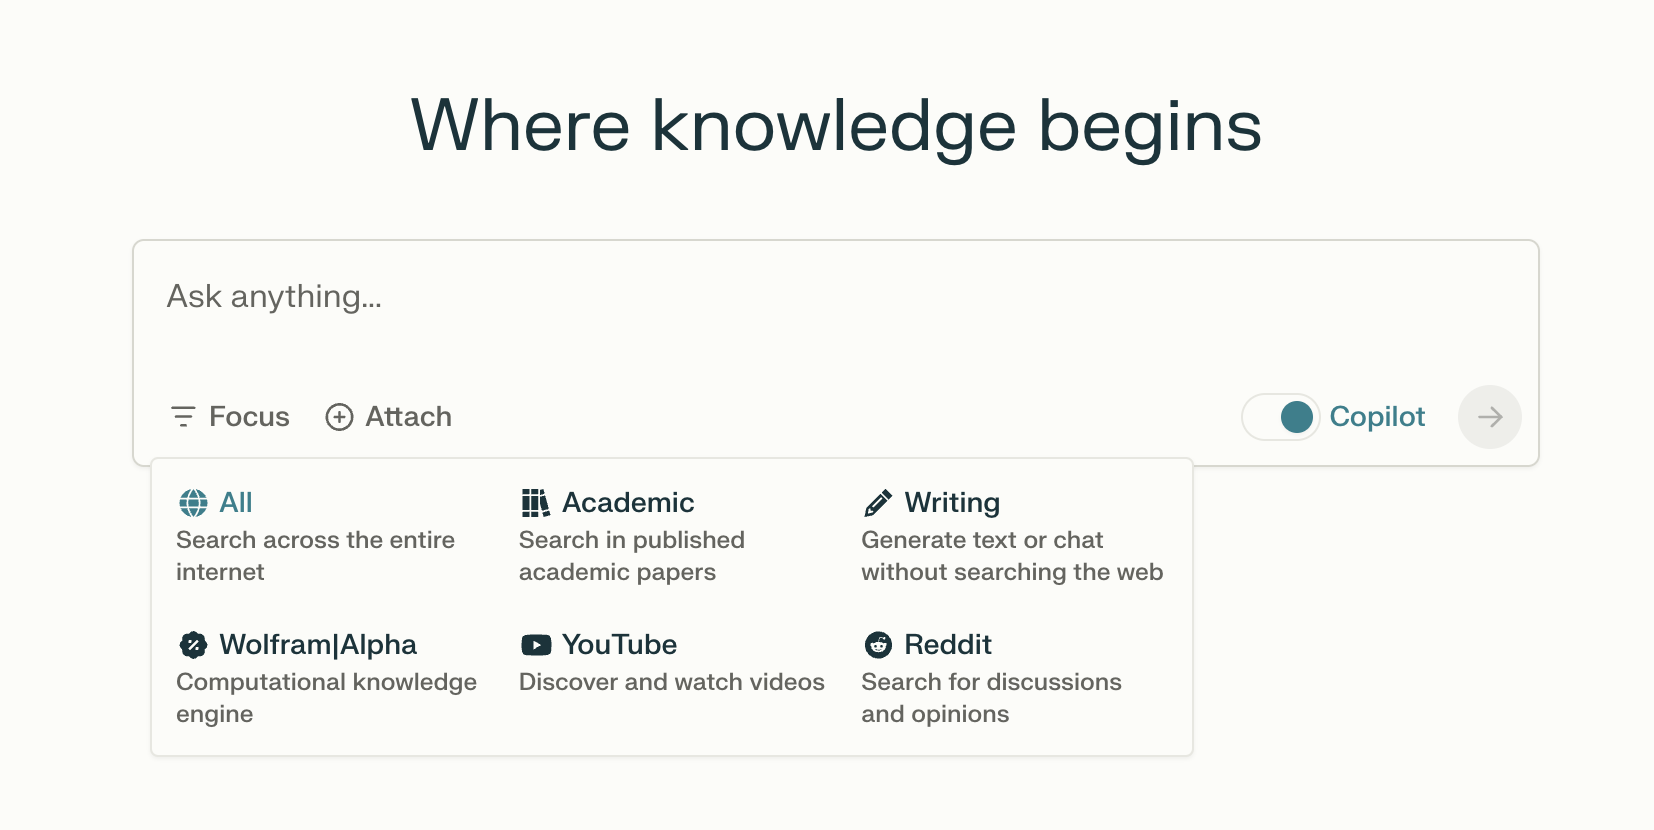 Where knowledge begins
Ask anything...
Focus
Attach
Copilot
All
Search across the entire
internet
Academic
Search in published
academic papers
Writing
Generate text or chat
without searching the web
Wolfram|Alpha
Computational knowledge
engine
YouTube
Discover and watch videos
Reddit
Search for discussions
and opinions